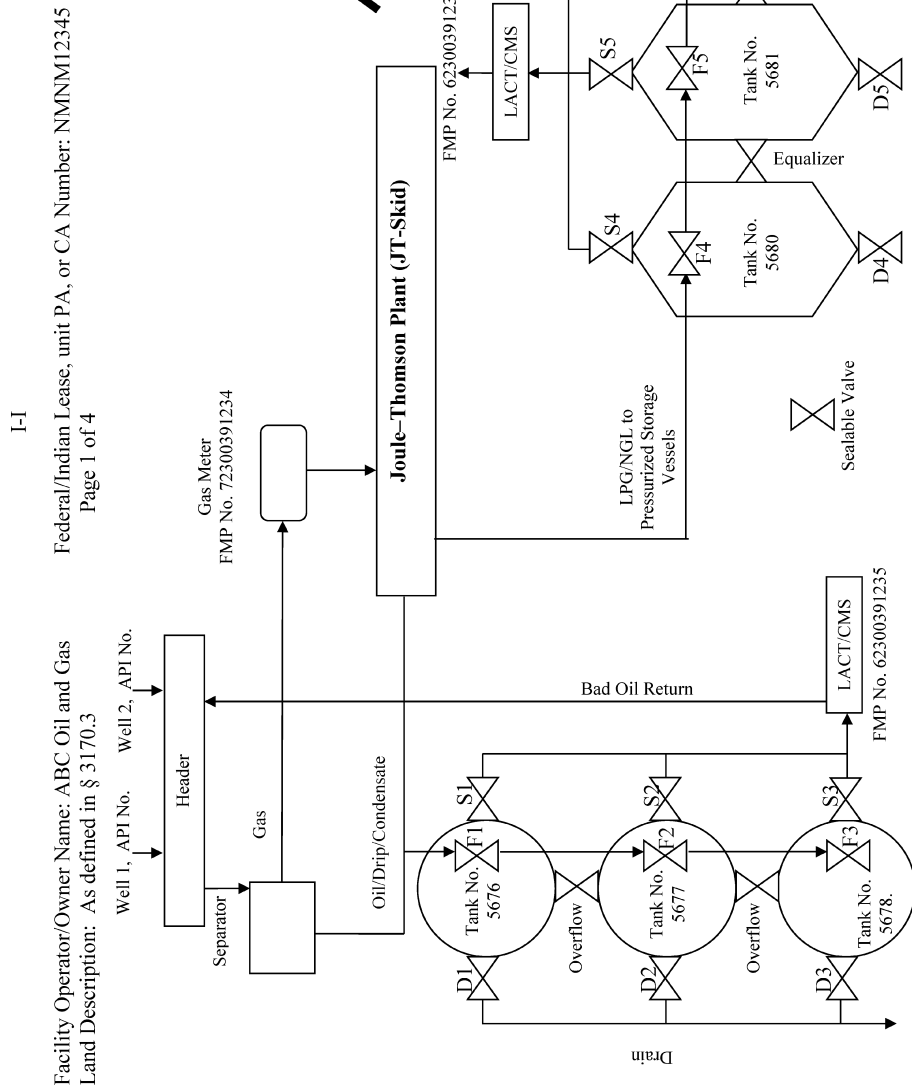 I-I
Facility Operator/Owner Name: ABC Oil and Gas
Federal/Indian Lease, unit PA, or CA Number: NMNM12345
Land Description: As defined in § 3170.3
Page 1 of 4
Well 1, API No.
Well 2, API No.
Header
Separator
Gas
Gas Meter
FMP No. 72300391234
Joule–Thomson Plant (JT-Skid)
Oil/Drip/Condensate
Bad Oil Return
LACT/CMS
FMP No. 62300391235
LPG/NGL to
Pressurized Storage
Vessels
LACT/CMS
S1
F1
Tank No.
5676
D1
Overflow
S2
F2
Tank No.
5677
D2
Overflow
S3
F3
Tank No.
5678.
D3
Drain
S4
F4
Tank No.
5680
D4
Equalizer
S5
F5
Tank No.
5681
D5
Sealable Valve